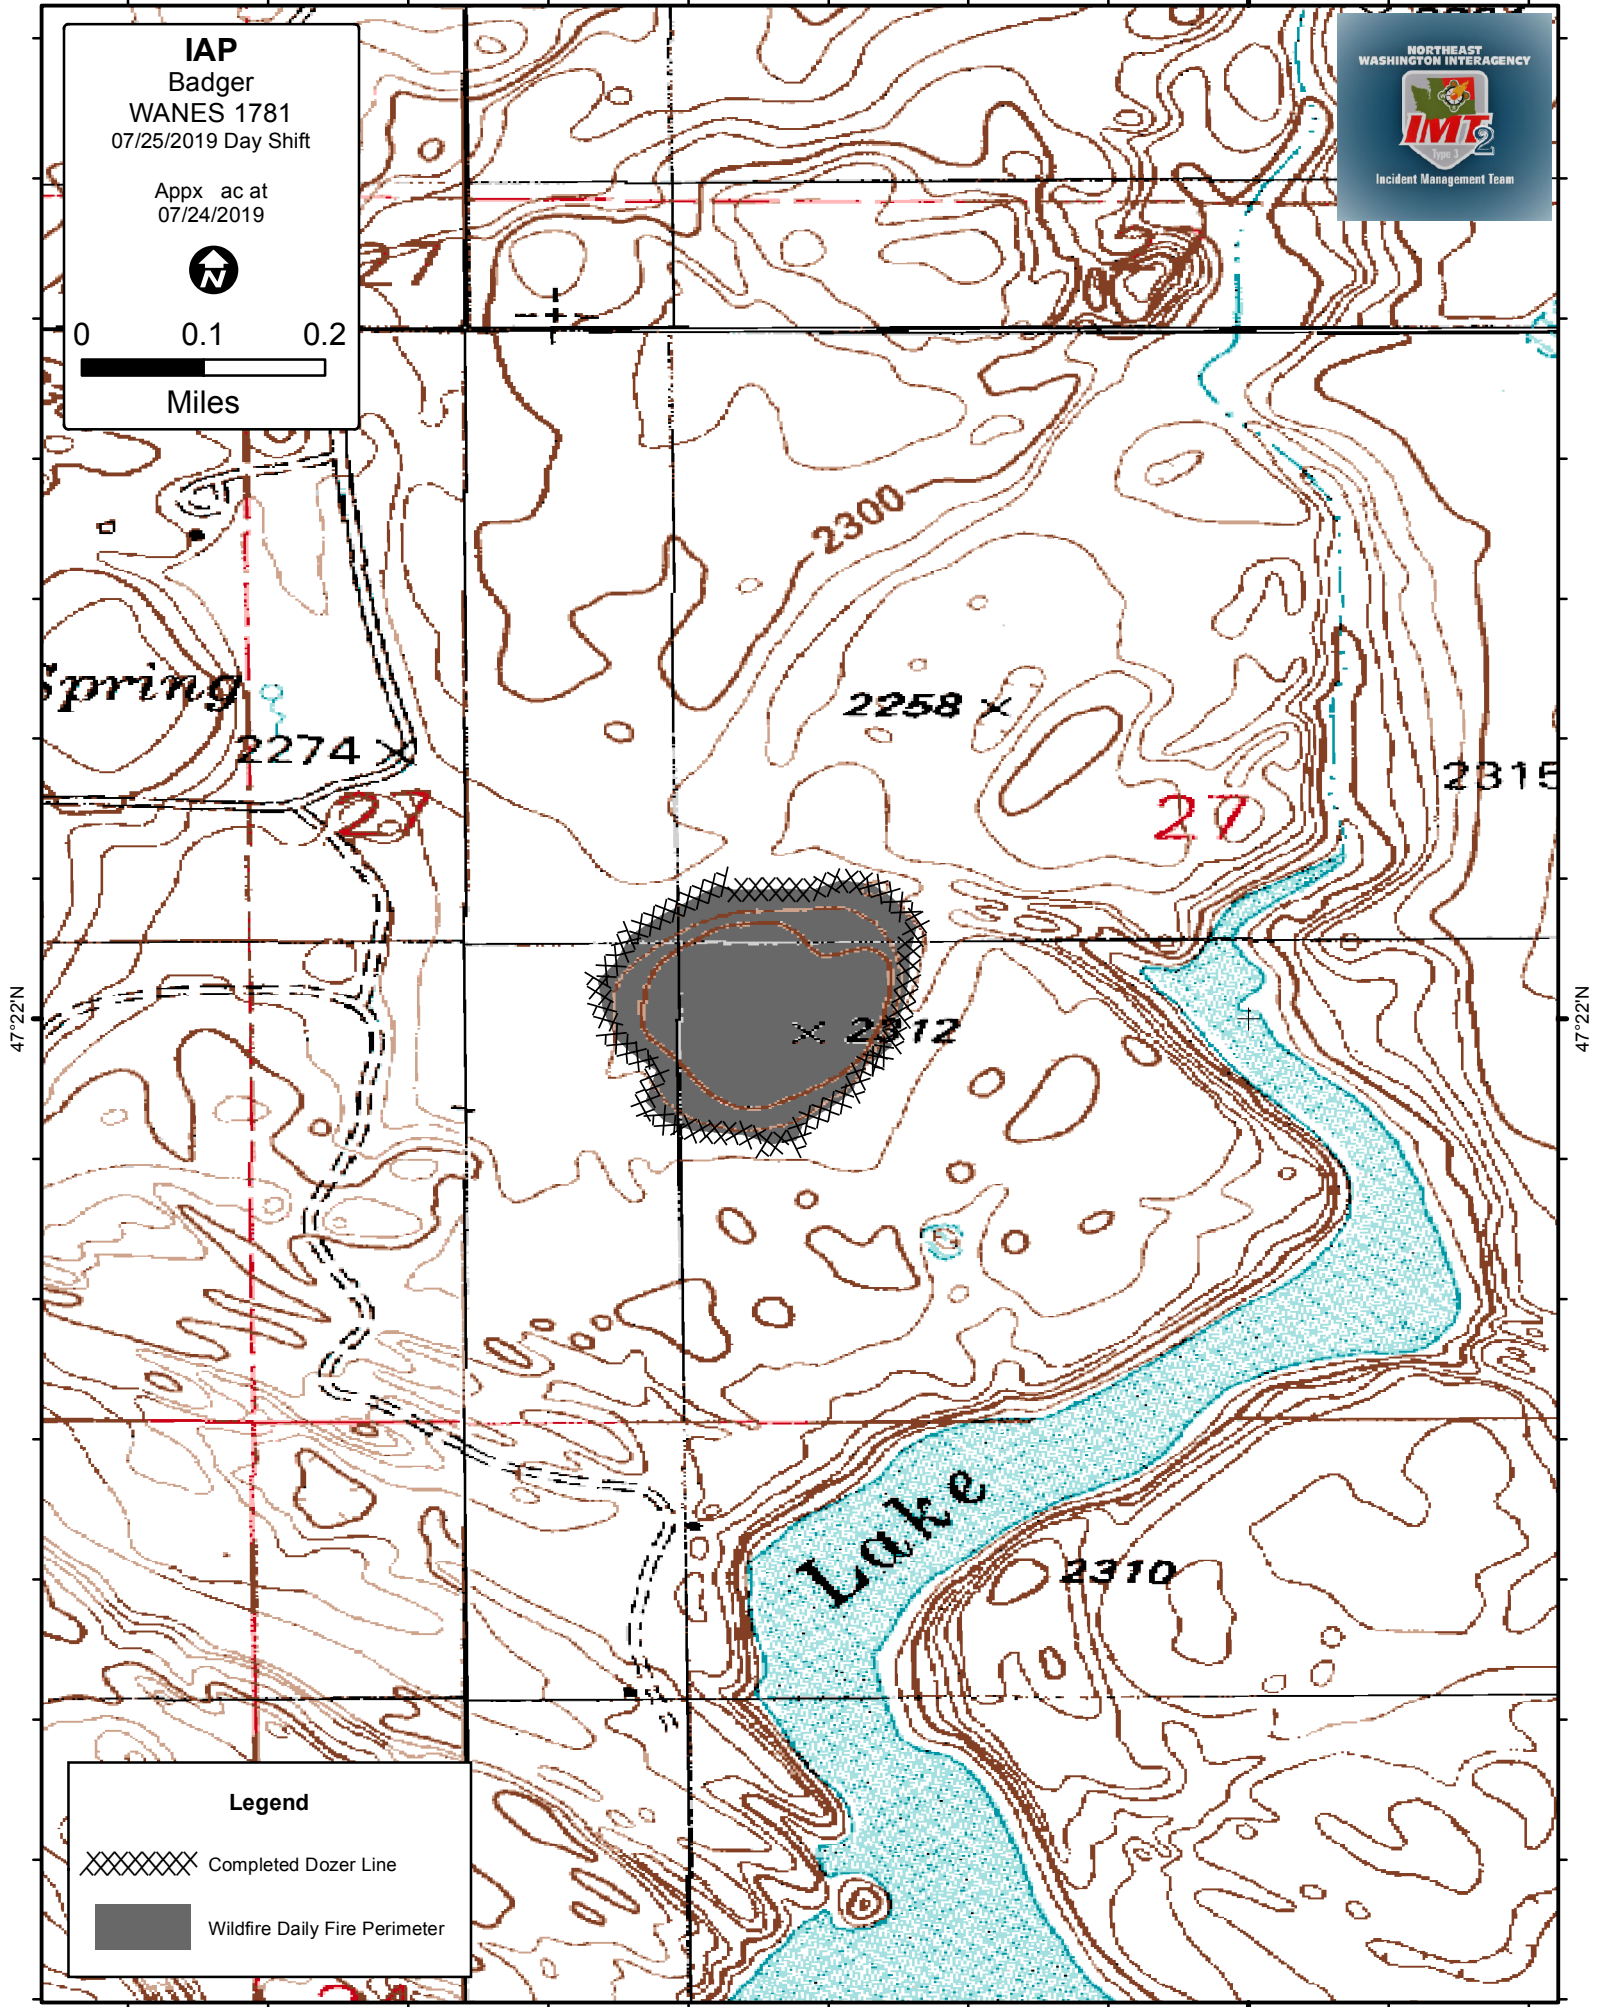 IAP
Badger
WANES 1781
07/25/2019 Day Shift
Appx ac at
07/24/2019
N
0 0.1 0.2
Miles
NORTHEAST
WASHINGTON INTERAGENCY
IMT2
Type 3
Incident Management Team
27
2300
Spring
2258
2274
2315
27
27
47°22'N
2312
47°22'N
Lake
2310
Legend
Completed Dozer Line
Wildfire Daily Fire Perimeter